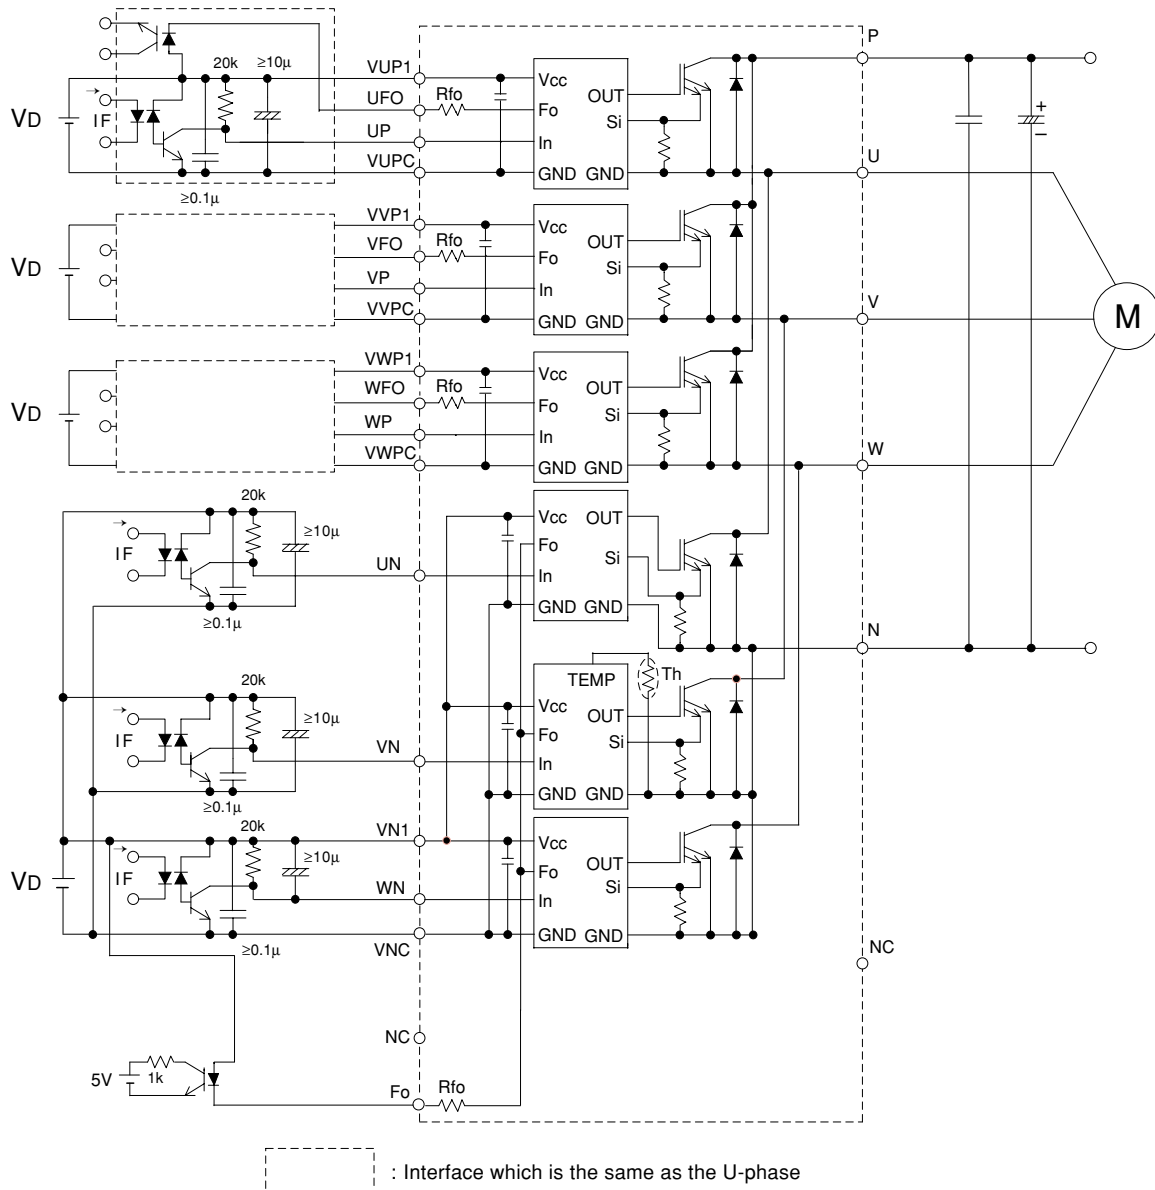 P
20k
≥10µ
VUP1
Vcc
UFO
Rfo
Fo
OUT
Si
VD
IF
UP
In
U
VUPC
GND GND
≥0.1µ
VVP1
Vcc
VFO
Rfo
Fo
OUT
Si
VD
VP
In
V
VVPC
GND GND
M
VWP1
Vcc
WFO
Rfo
Fo
OUT
Si
VD
WP
In
W
VWPC
GND GND
20k
≥10µ
Vcc
OUT
IF
Fo
Si
UN
In
GND GND
≥0.1µ
N
TEMP
Th
20k
≥10µ
Vcc
OUT
IF
Fo
Si
VN
In
GND GND
≥0.1µ
20k
VN1
Vcc
≥10µ
OUT
VD
IF
Fo
Si
WN
In
GND GND
VNC
≥0.1µ
NC
NC
5V
1k
Fo
Rfo
+
–
: Interface which is the same as the U-phase